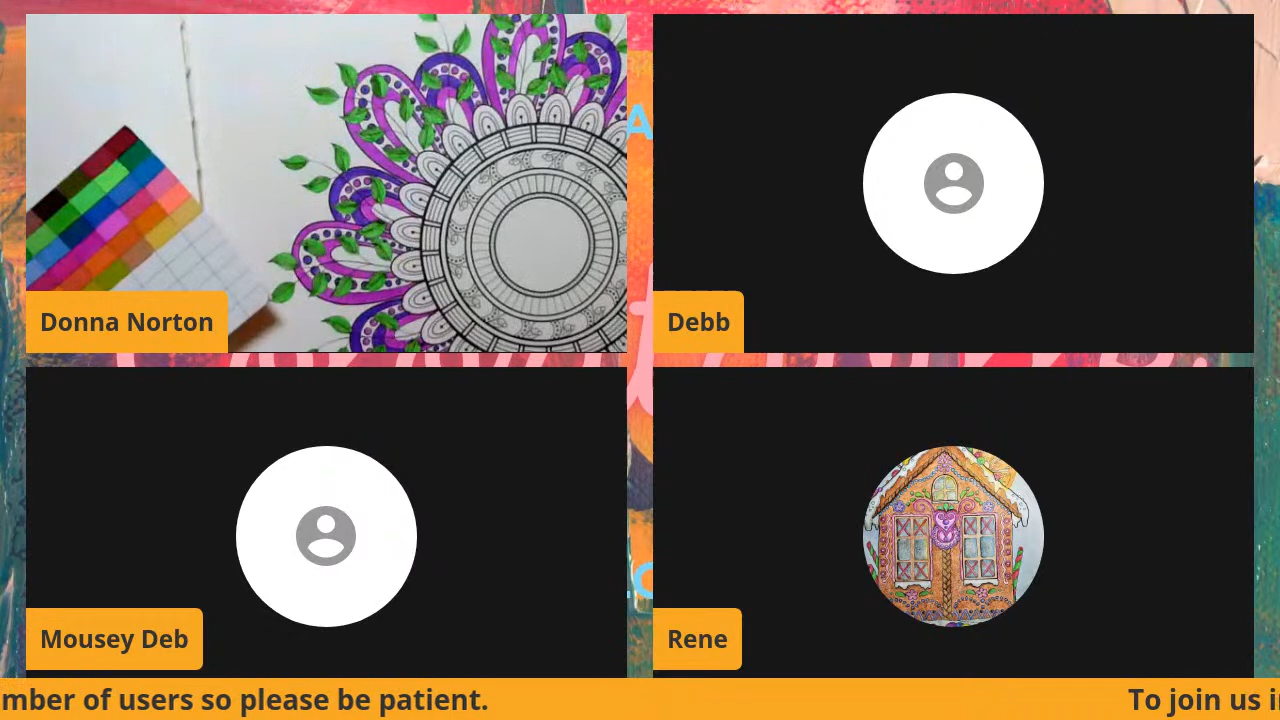 Donna Norton
Debb
Mousey Deb
Rene
mber of users so please be patient.
To join us i